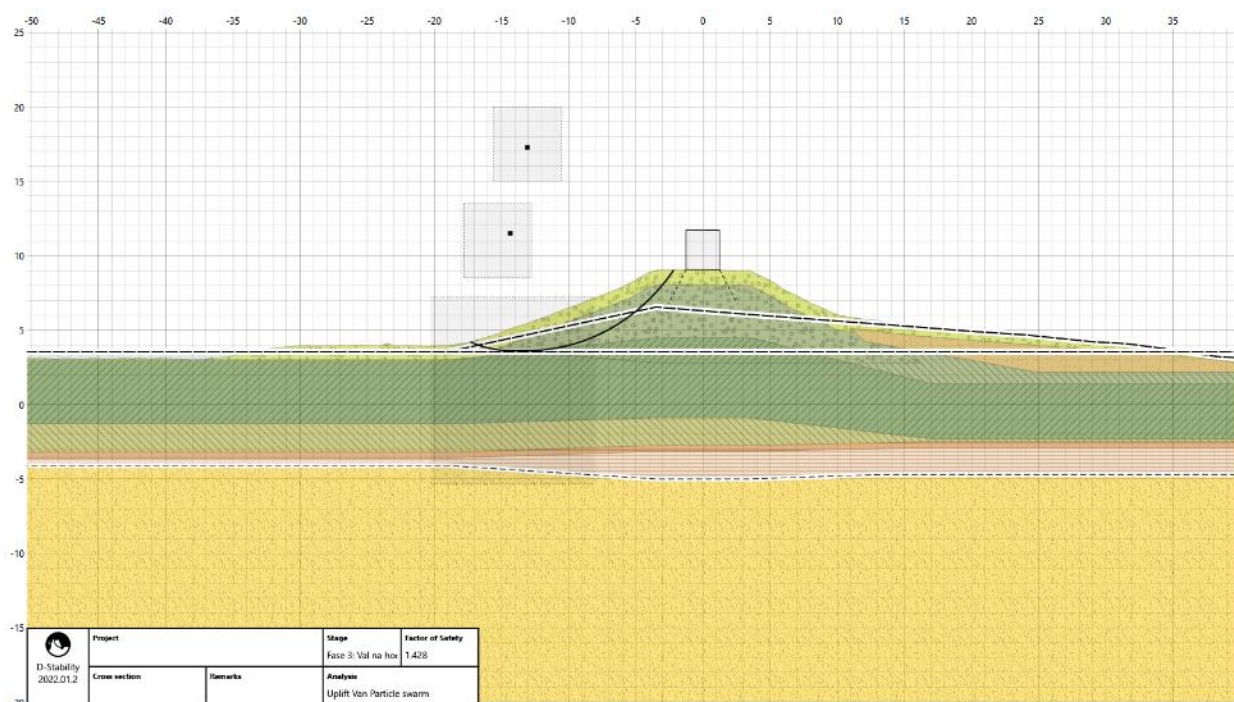 -50 -45 -40 -35 -30 -25 -20 -15 -10 -5 0 5 10 15 20 25 30 35
25
20
15
10
5
0
-5
-10
-15
-20
D-Stability
2022.01.2
Project
Stage
Factor of Safety
Fase 3: Val na ho
1.428
Cross section
Remarks
Analysis
Uplift Van Particle swarm